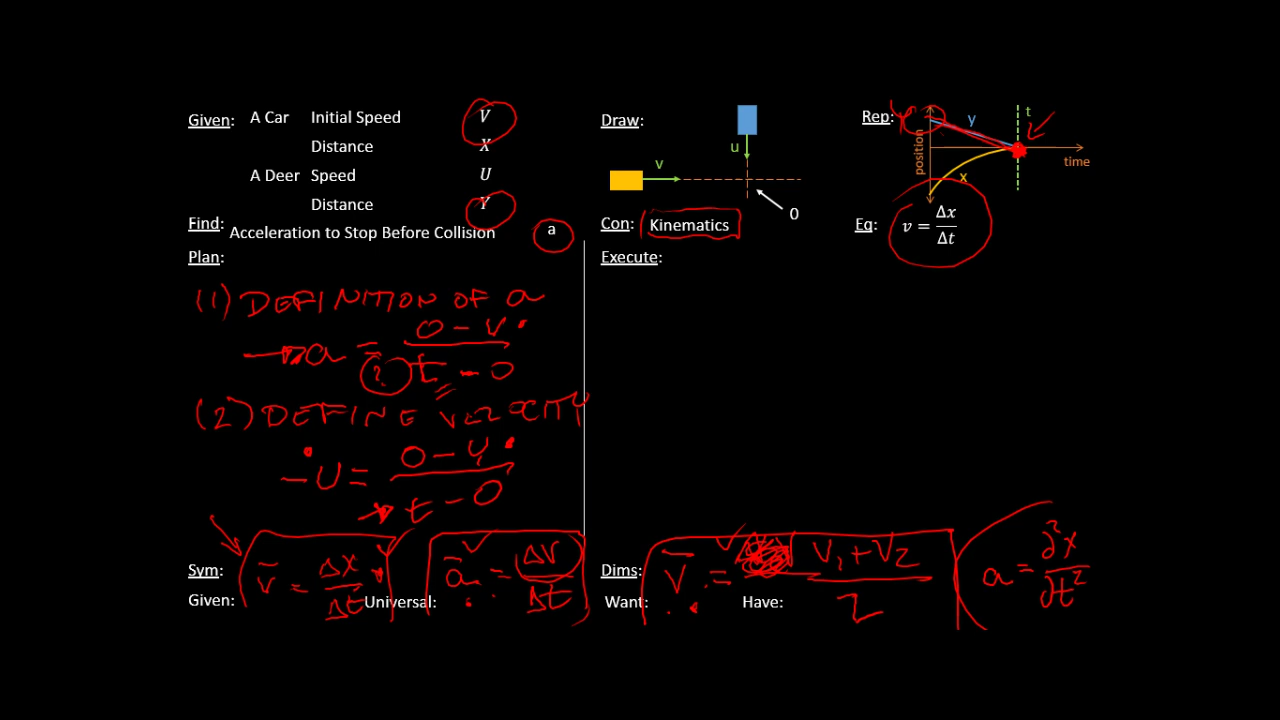 Given: A Car Initial Speed V
Distance X
A Deer Speed U
Distance Y
Find: Acceleration to Stop Before Collision a
Plan:
(1) DEFINITION OF a
a = 0 - V / t - 0
(2) DEFINE VELOCITY
-U = 0 - Y / t - 0
Sym: v̄ = Δx / Δt ā = ΔV / Δt
Given: Universal:
Draw:
u
v
0
Con: Kinematics
Rep: position y t x time
Eq: v = Δx / Δt
Execute:
Dims: V̄ = V₁ + V₂ / 2 a = ∂²x / ∂t²
Want: Have: